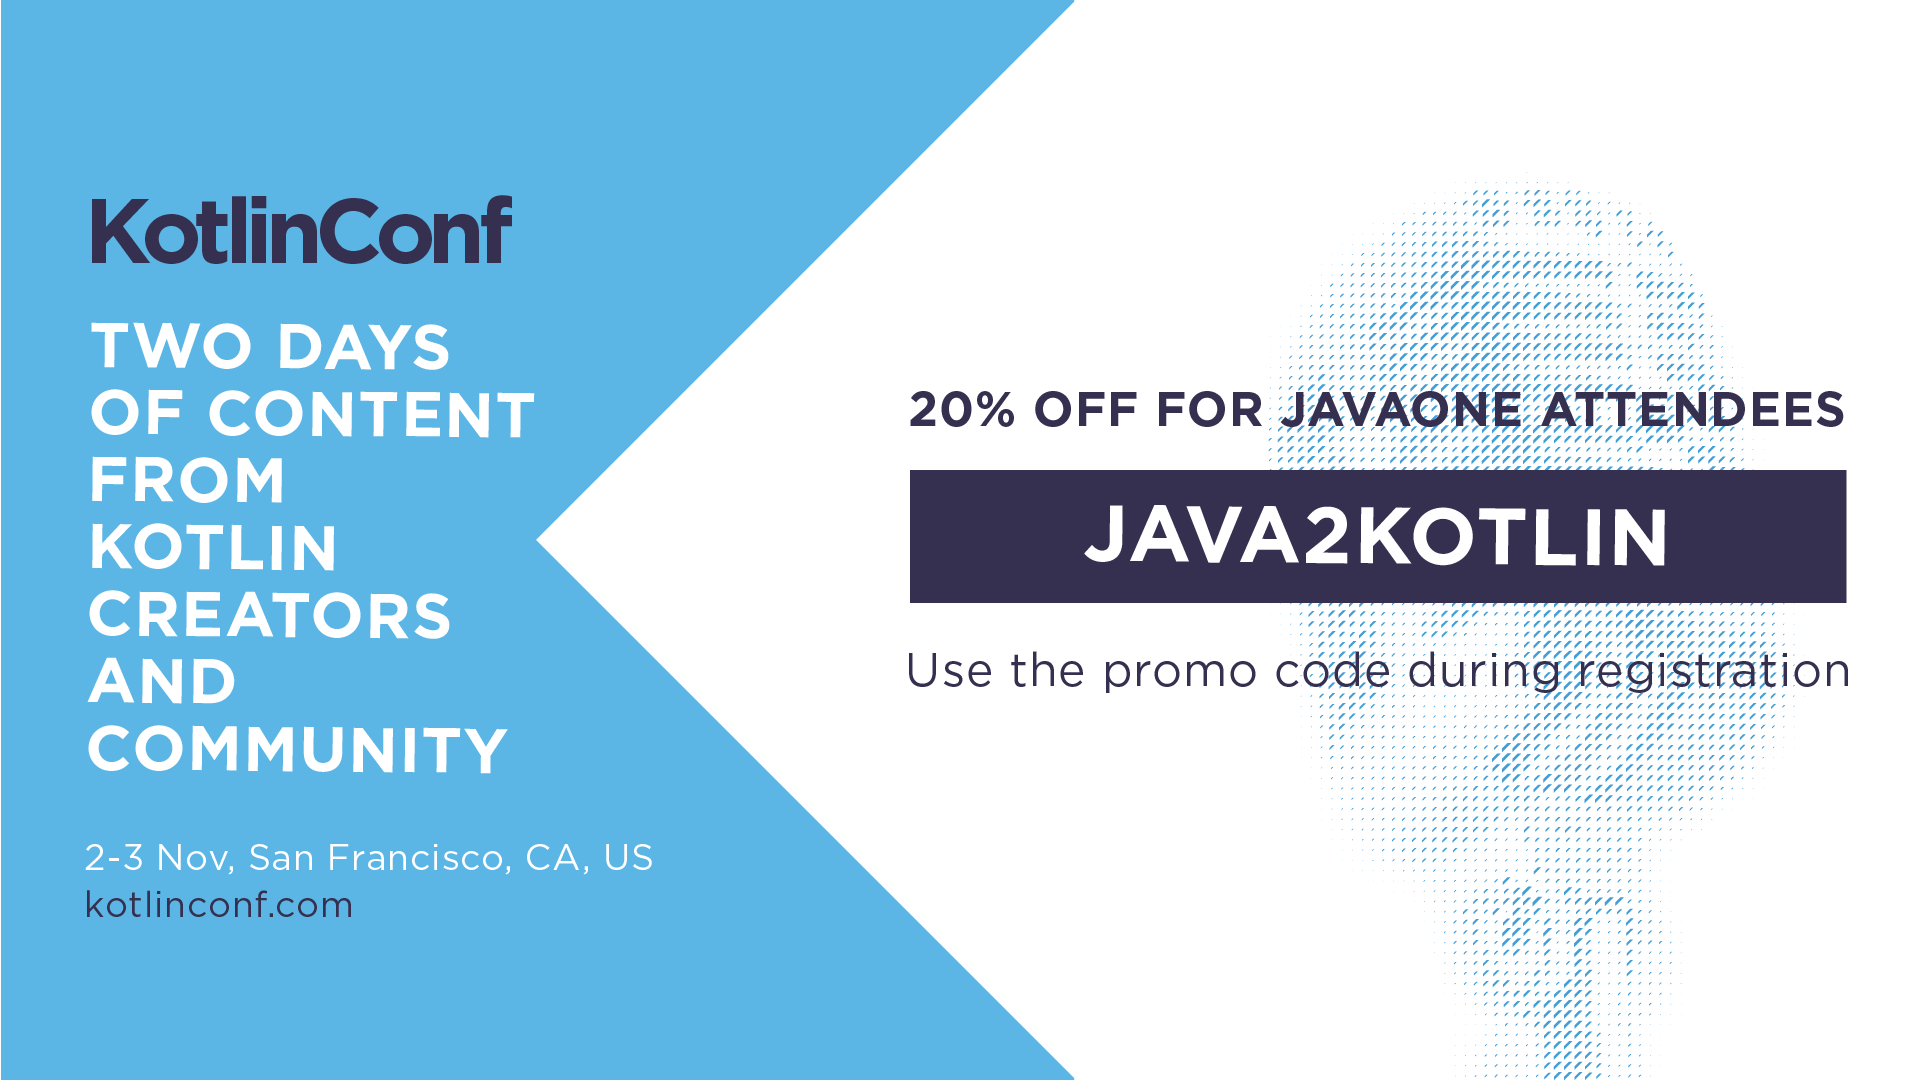 KotlinConf
TWO DAYS
OF CONTENT
FROM
KOTLIN
CREATORS
AND
COMMUNITY
2-3 Nov, San Francisco, CA, US
kotlinconf.com
20% OFF FOR JAVAONE ATTENDEES
JAVA2KOTLIN
Use the promo code during registration